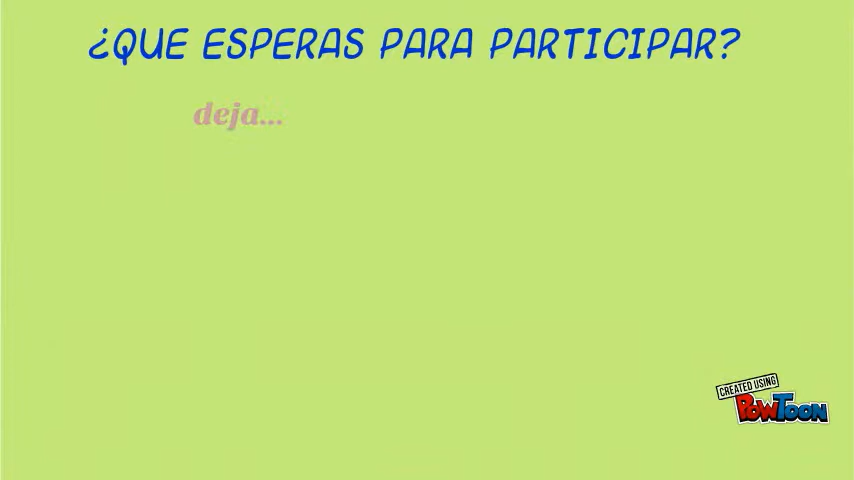 ¿QUE ESPERAS PARA PARTICIPAR?
deja...
CREATED USING
POWTOON